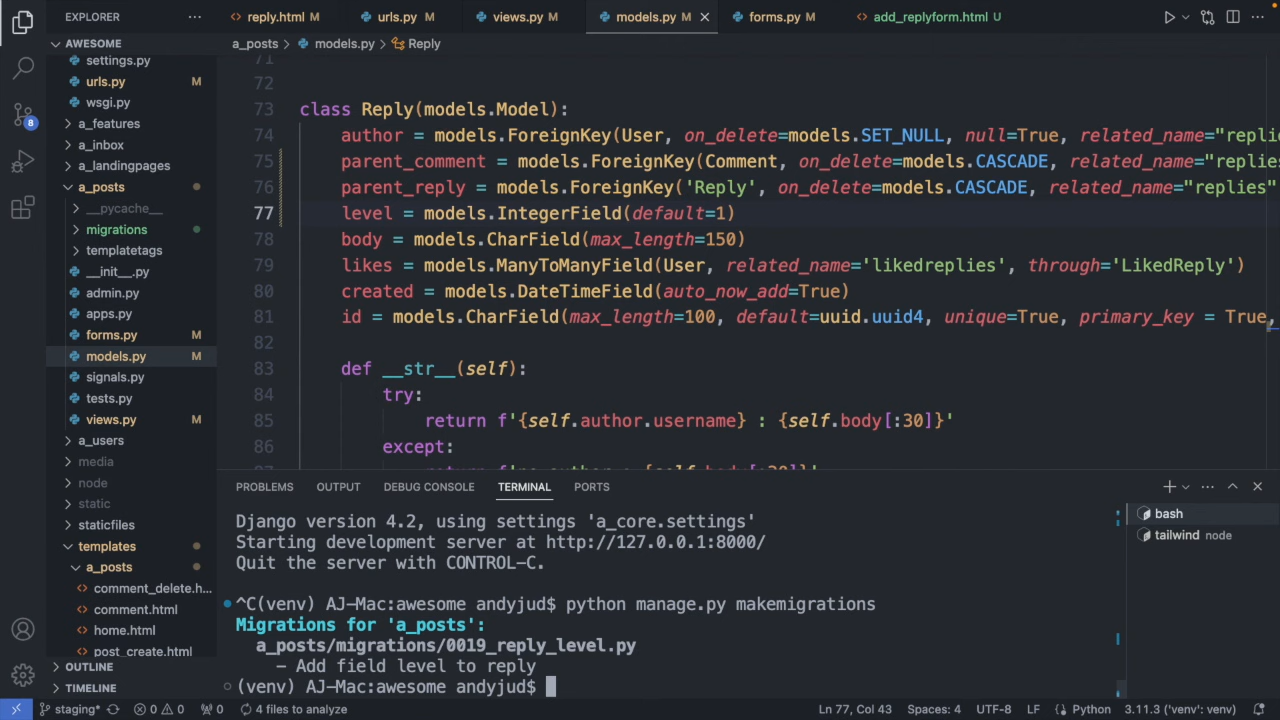 EXPLORER
reply.html M
urls.py M
views.py M
models.py M
forms.py M
add_replyform.html U
AWESOME
settings.py
urls.py M
wsgi.py
a_features
a_inbox
a_landingpages
a_posts
__pycache__
migrations
templatetags
__init__.py
admin.py
apps.py
forms.py M
models.py M
signals.py
tests.py
views.py M
a_users
media
node
static
staticfiles
templates
a_posts
comment_delete.h...
comment.html
home.html
post_create.html
OUTLINE
TIMELINE
8
a_posts > models.py > Reply
71
72
73 class Reply(models.Model):
74 author = models.ForeignKey(User, on_delete=models.SET_NULL, null=True, related_name="replies
75 parent_comment = models.ForeignKey(Comment, on_delete=models.CASCADE, related_name="replies
76 parent_reply = models.ForeignKey('Reply', on_delete=models.CASCADE, related_name="replies"
77 level = models.IntegerField(default=1)
78 body = models.CharField(max_length=150)
79 likes = models.ManyToManyField(User, related_name='likedreplies', through='LikedReply')
80 created = models.DateTimeField(auto_now_add=True)
81 id = models.CharField(max_length=100, default=uuid.uuid4, unique=True, primary_key = True,
82
83 def __str__(self):
84 try:
85 return f'{self.author.username} : {self.body[:30]}'
86 except:
PROBLEMS OUTPUT DEBUG CONSOLE TERMINAL PORTS
Django version 4.2, using settings 'a_core.settings'
Starting development server at http://127.0.0.1:8000/
Quit the server with CONTROL-C.
^C(venv) AJ-Mac:awesome andyjud$ python manage.py makemigrations
Migrations for 'a_posts':
a_posts/migrations/0019_reply_level.py
- Add field level to reply
(venv) AJ-Mac:awesome andyjud$
bash
tailwind node
staging* 0 0 0 4 files to analyze Ln 77, Col 43 Spaces: 4 UTF-8 LF Python 3.11.3 ('venv': venv)